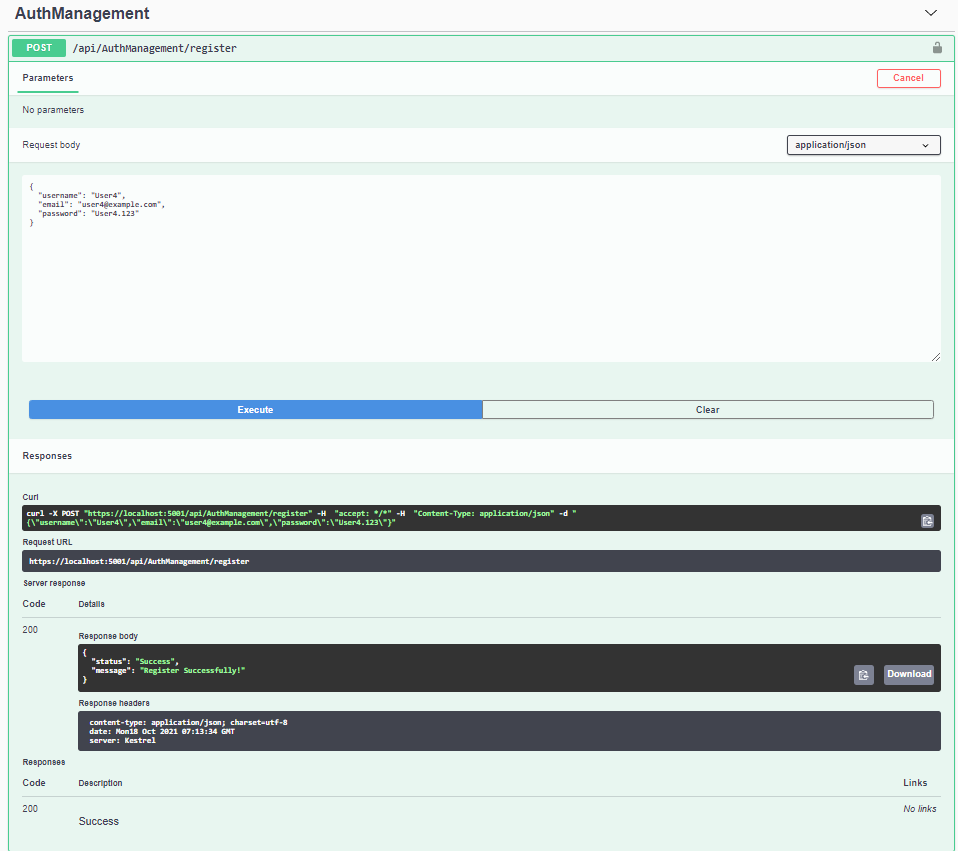 AuthManagement
POST /api/AuthManagement/register
Parameters Cancel
No parameters
Request body application/json
{
  "username": "User4",
  "email": "user4@example.com",
  "password": "User4.123"
}
Execute Clear
Responses
Curl
curl -X POST "https://localhost:5001/api/AuthManagement/register" -H  "accept: */*" -H  "Content-Type: application/json" -d "
{\"username\":\"User4\",\"email\":\"user4@example.com\",\"password\":\"User4.123\"}"
Request URL
https://localhost:5001/api/AuthManagement/register
Server response
Code Details
200
Response body
{
  "status": "Success",
  "message": "Register Successfully!"
}
Download
Response headers
content-type: application/json; charset=utf-8
date: Mon18 Oct 2021 07:13:34 GMT
server: Kestrel
Responses
Code Description Links
200 No links
Success